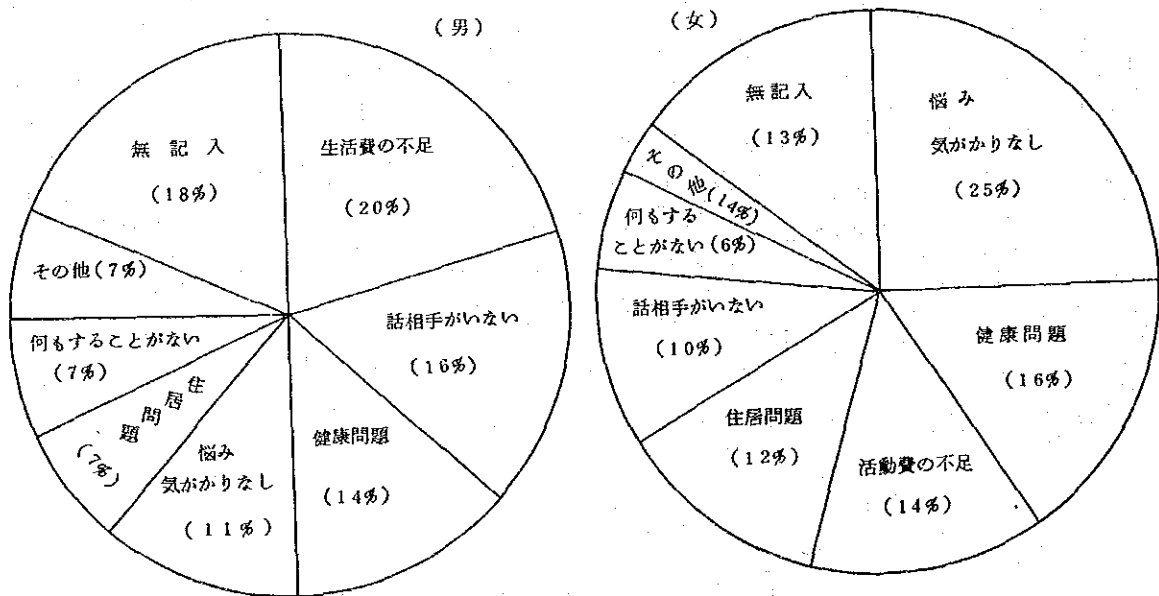 (男)
生活費の不足
(20%)
話相手がいない
(16%)
健康問題
(14%)
悩み
気がかりなし
(11%)
住居問題
(7%)
何もすることがない
(7%)
その他(7%)
無記入
(18%)
(女)
悩み
気がかりなし
(25%)
健康問題
(16%)
活動費の不足
(14%)
住居問題
(12%)
話相手がいない
(10%)
何もする
ことがない(6%)
その他(14%)
無記入
(13%)